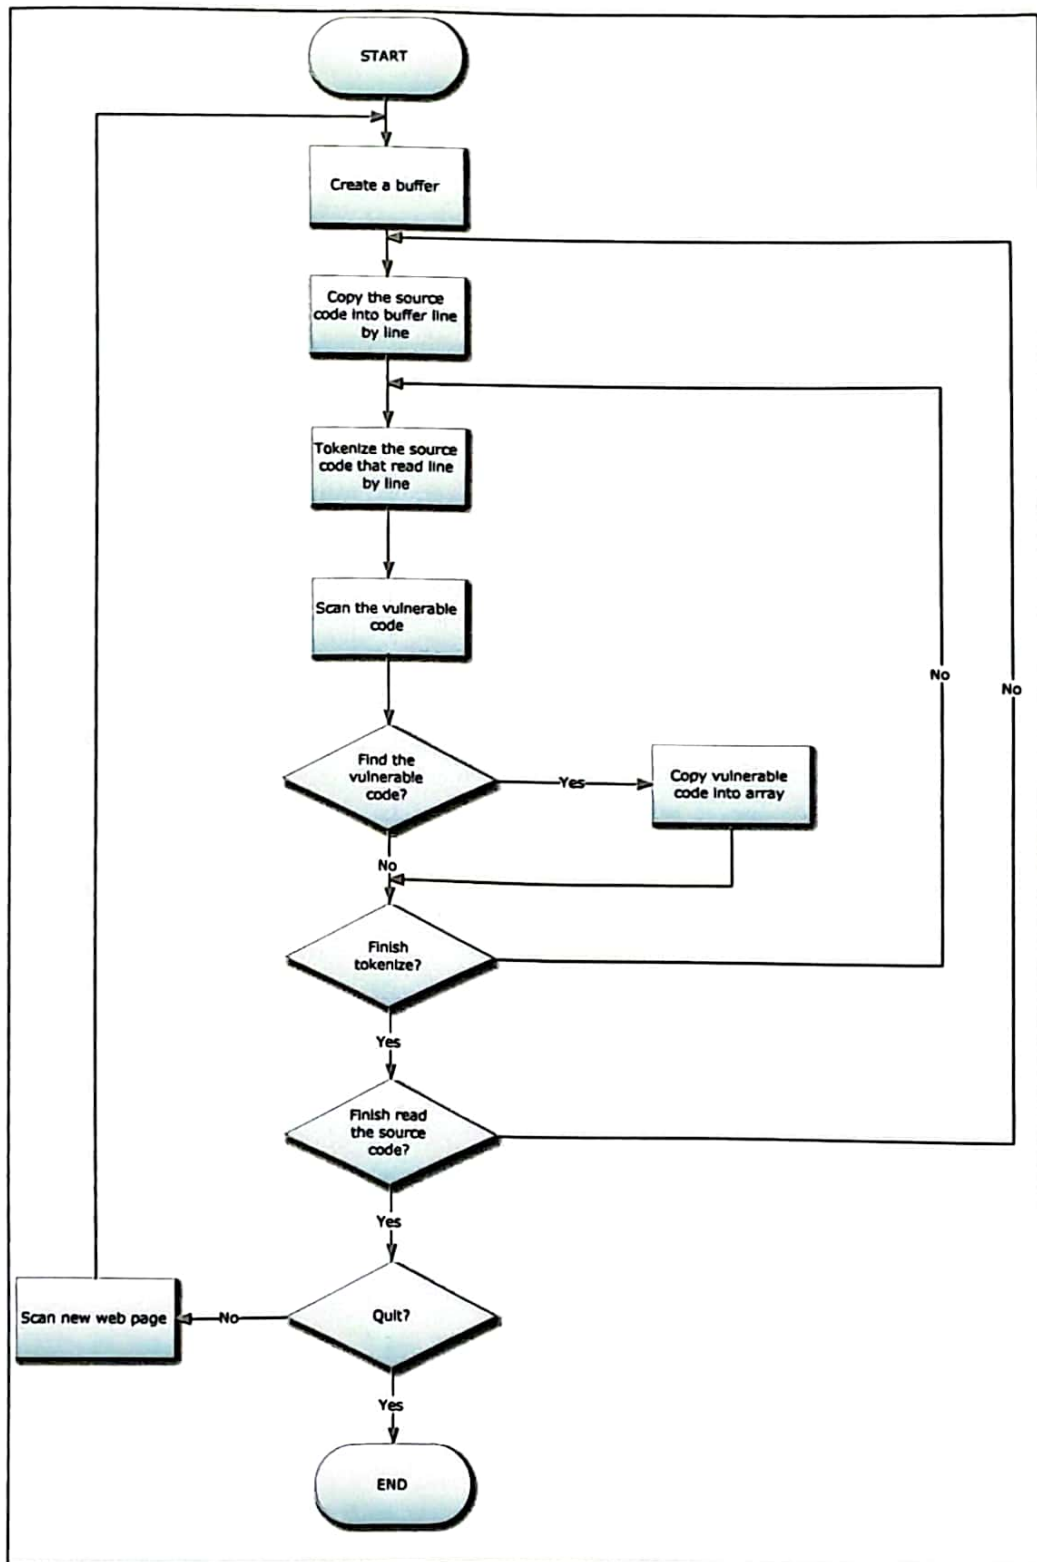 START
Create a buffer
Copy the source
code into buffer line
by line
Tokenize the source
code that read line
by line
Scan the vulnerable
code
Find the
vulnerable
code?
Yes
Copy vulnerable
code into array
No
No
No
Finish
tokenize?
Yes
Finish read
the source
code?
Yes
Scan new web page
No
Quit?
Yes
END